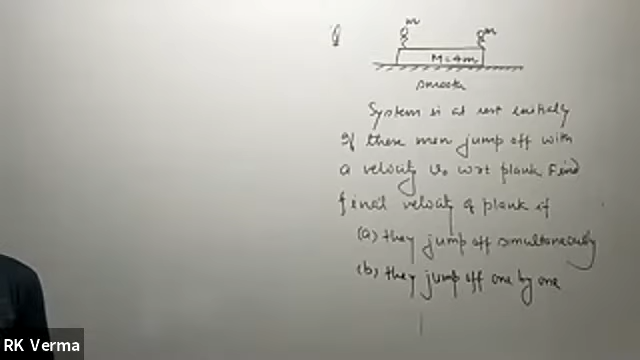 Q
m
m
M=4m
smooth
System is at rest initially
If these men jump off with
a velocity v₀ wrt plank Find
final velocity of plank if
(a) they jump off simultaneously
(b) they jump off one by one
RK Verma